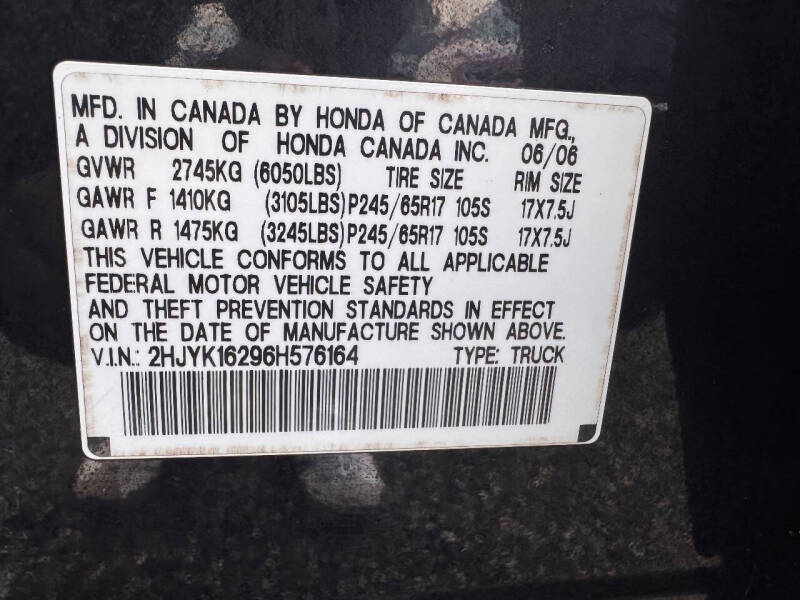 MFD. IN CANADA BY HONDA OF CANADA MFG.,
A DIVISION OF HONDA CANADA INC. 06/06
GVWR 2745KG (6050LBS) TIRE SIZE RIM SIZE
GAWR F 1410KG (3105LBS)P245/65R17 105S 17X7.5J
GAWR R 1475KG (3245LBS)P245/65R17 105S 17X7.5J
THIS VEHICLE CONFORMS TO ALL APPLICABLE
FEDERAL MOTOR VEHICLE SAFETY
AND THEFT PREVENTION STANDARDS IN EFFECT
ON THE DATE OF MANUFACTURE SHOWN ABOVE.
V.I.N.: 2HJYK16296H576164 TYPE: TRUCK